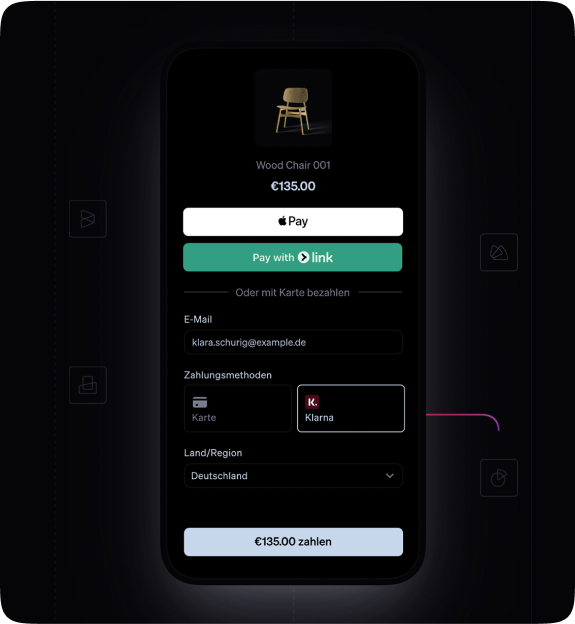 Wood Chair 001
€135.00
Pay
Pay with link
Oder mit Karte bezahlen
E-Mail
klara.schurig@example.de
Zahlungsmethoden
K.
Karte
Klarna
Land/Region
Deutschland
€135.00 zahlen